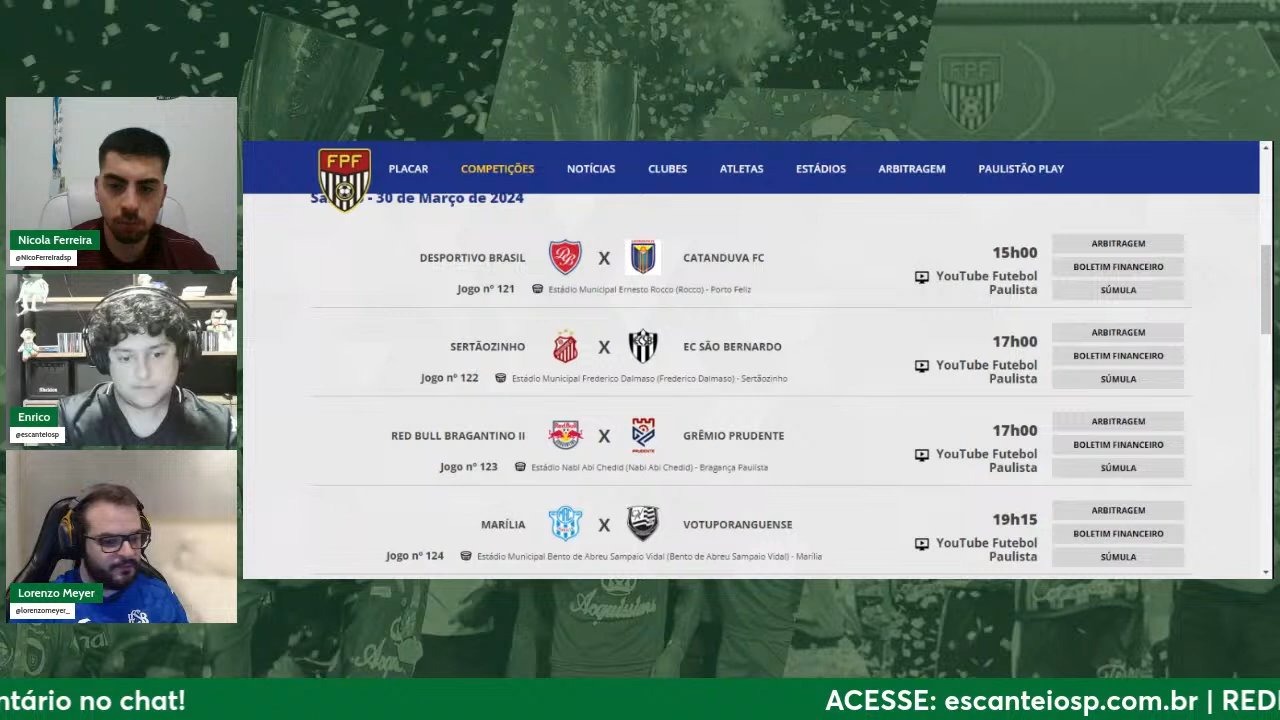 Nicola Ferreira
@NicoFerreiradsp
Enrico
@escanteiosp
Lorenzo Meyer
@lorenzomeyer_
FPF
PLACAR COMPETIÇÕES NOTÍCIAS CLUBES ATLETAS ESTÁDIOS ARBITRAGEM PAULISTÃO PLAY
- 30 de Março de 2024
DESPORTIVO BRASIL X CATANDUVA FC
Jogo nº 121 Estádio Municipal Ernesto Rocco (Rocco) - Porto Feliz
15h00
YouTube Futebol
Paulista
ARBITRAGEM
BOLETIM FINANCEIRO
SÚMULA
SERTÃOZINHO X EC SÃO BERNARDO
Jogo nº 122 Estádio Municipal Frederico Dalmaso (Frederico Dalmaso) - Sertãozinho
17h00
YouTube Futebol
Paulista
ARBITRAGEM
BOLETIM FINANCEIRO
SÚMULA
RED BULL BRAGANTINO II X GRÊMIO PRUDENTE
Jogo nº 123 Estádio Nabi Abi Chedid (Nabi Abi Chedid) - Bragança Paulista
17h00
YouTube Futebol
Paulista
ARBITRAGEM
BOLETIM FINANCEIRO
SÚMULA
MARÍLIA X VOTUPORANGUENSE
Jogo nº 124 Estádio Municipal Bento de Abreu Sampaio Vidal (Bento de Abreu Sampaio Vidal) - Marília
19h15
YouTube Futebol
Paulista
ARBITRAGEM
BOLETIM FINANCEIRO
SÚMULA
ntário no chat! ACESSE: escanteiosp.com.br | REDE